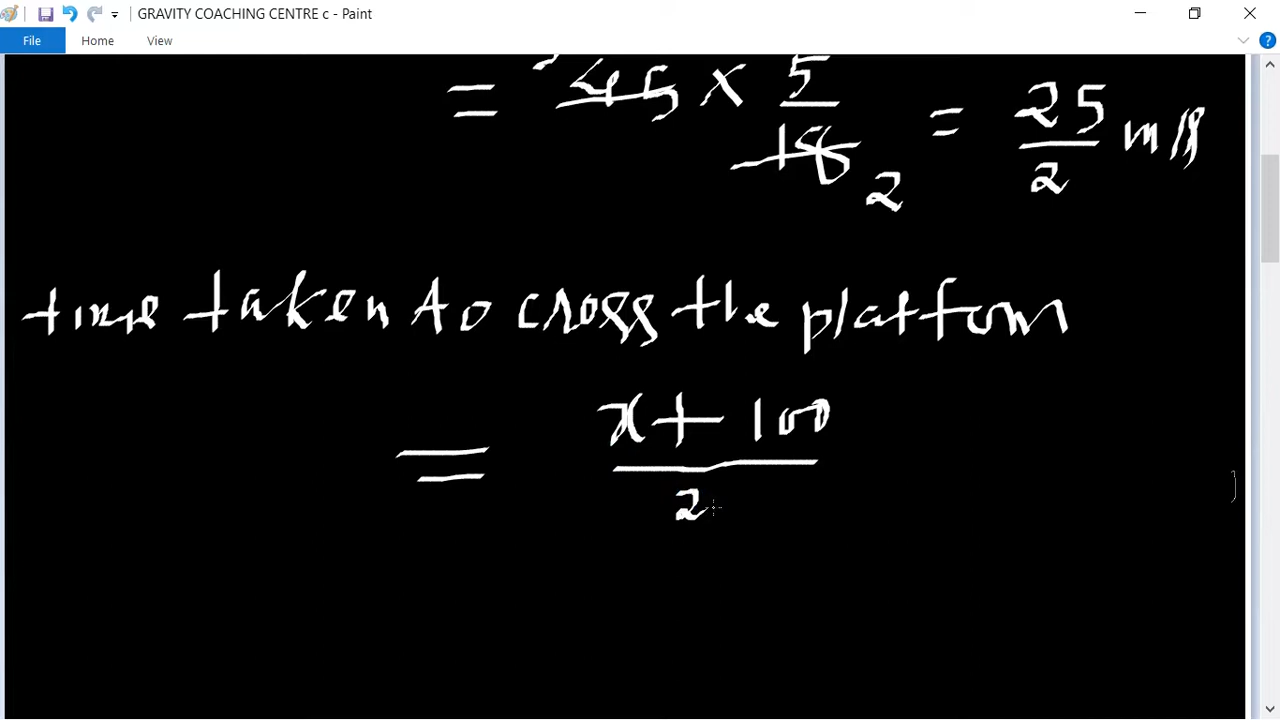 GRAVITY COACHING CENTRE c - Paint
File Home View
= 45 × 5/18 2 = 25/2 m/s
time taken to cross the platfom
= x + 100
2